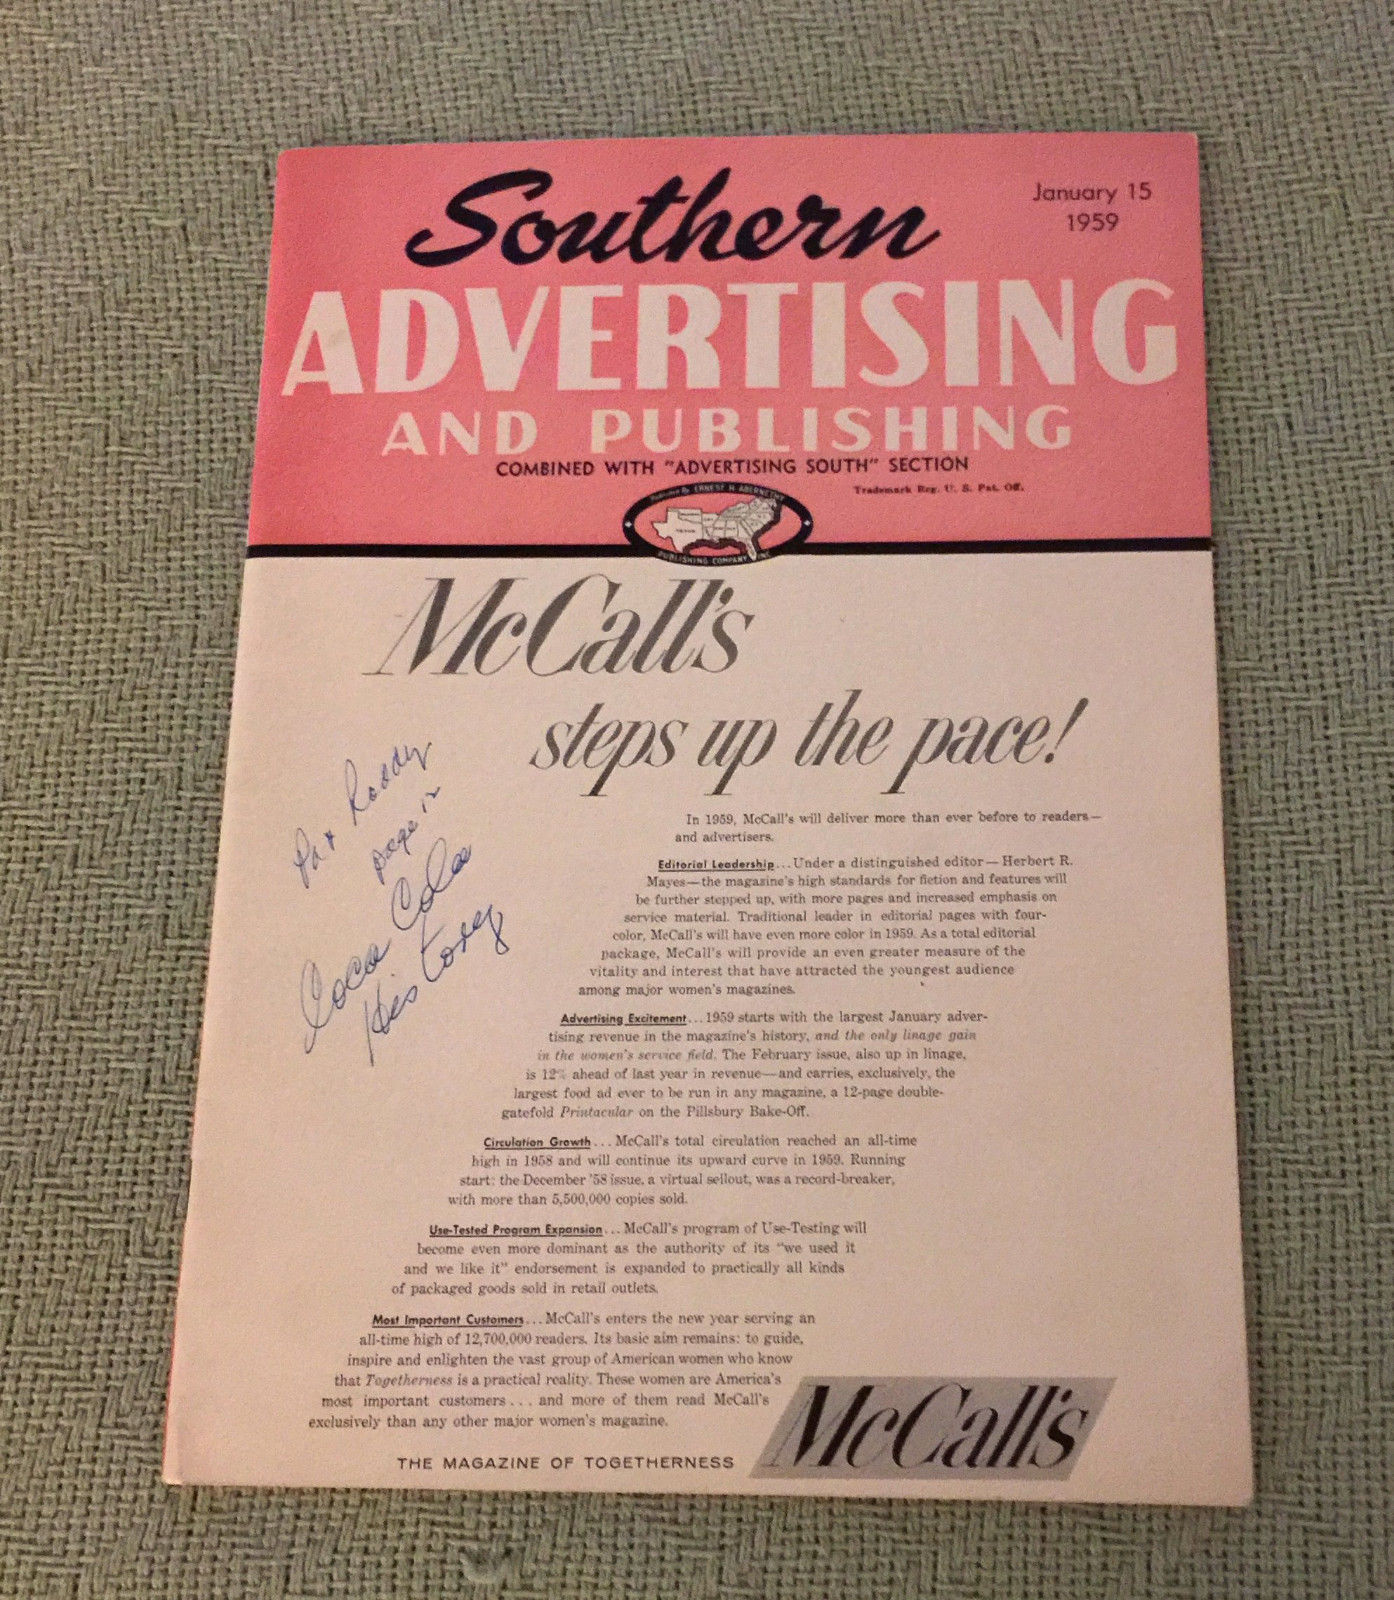 Southern
January 15
1959
ADVERTISING
AND PUBLISHING
COMBINED WITH "ADVERTISING SOUTH" SECTION
Trademark Reg. U. S. Pat. Off.
Published By ERNEST H. ABERNETHY
PUBLISHING COMPANY, INC.
McCall's
steps up the pace!
Pat Roddy
page 12
Coca Cola
History
In 1959, McCall's will deliver more than ever before to readers—
and advertisers.
Editorial Leadership...Under a distinguished editor—Herbert R.
Mayes—the magazine's high standards for fiction and features will
be further stepped up, with more pages and increased emphasis on
service material. Traditional leader in editorial pages with four-
color, McCall's will have even more color in 1959. As a total editorial
package, McCall's will provide an even greater measure of the
vitality and interest that have attracted the youngest audience
among major women's magazines.
Advertising Excitement...1959 starts with the largest January adver-
tising revenue in the magazine's history, and the only linage gain
in the women's service field. The February issue, also up in linage,
is 12% ahead of last year in revenue—and carries, exclusively, the
largest food ad ever to be run in any magazine, a 12-page double-
gatefold Printacular on the Pillsbury Bake-Off.
Circulation Growth...McCall's total circulation reached an all-time
high in 1958 and will continue its upward curve in 1959. Running
start: the December '58 issue, a virtual sellout, was a record-breaker,
with more than 5,500,000 copies sold.
Use-Tested Program Expansion...McCall's program of Use-Testing will
become even more dominant as the authority of its "we used it
and we like it" endorsement is expanded to practically all kinds
of packaged goods sold in retail outlets.
Most Important Customers...McCall's enters the new year serving an
all-time high of 12,700,000 readers. Its basic aim remains: to guide,
inspire and enlighten the vast group of American women who know
that Togetherness is a practical reality. These women are America's
most important customers...and more of them read McCall's
exclusively than any other major women's magazine.
THE MAGAZINE OF TOGETHERNESS
McCall's